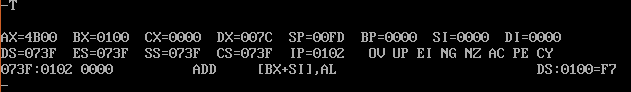 -T
AX=4B00 BX=0100 CX=0000 DX=007C SP=00FD BP=0000 SI=0000 DI=0000
DS=073F ES=073F SS=073F CS=073F IP=0102 OV UP EI NG NZ AC PE CY
073F:0102 0000 ADD [BX+SI],AL DS:0100=F7
-